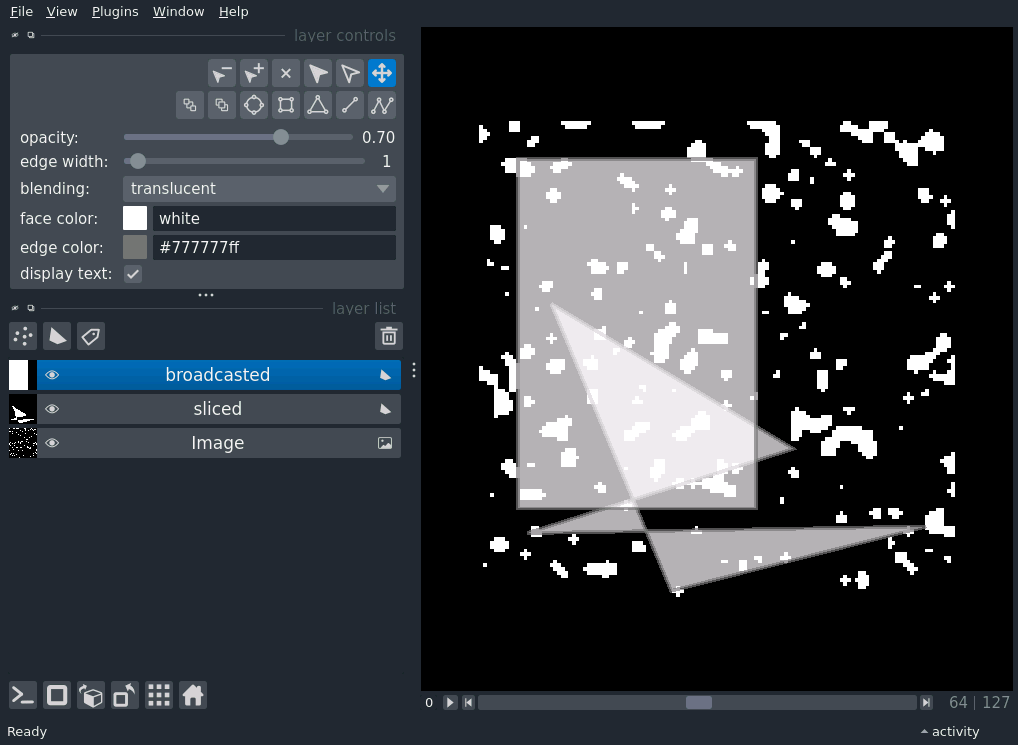 File View Plugins Window Help
layer controls
opacity: 0.70
edge width: 1
blending: translucent
face color: white
edge color: #777777ff
display text:
layer list
broadcasted
sliced
Image
0 64 | 127
Ready activity